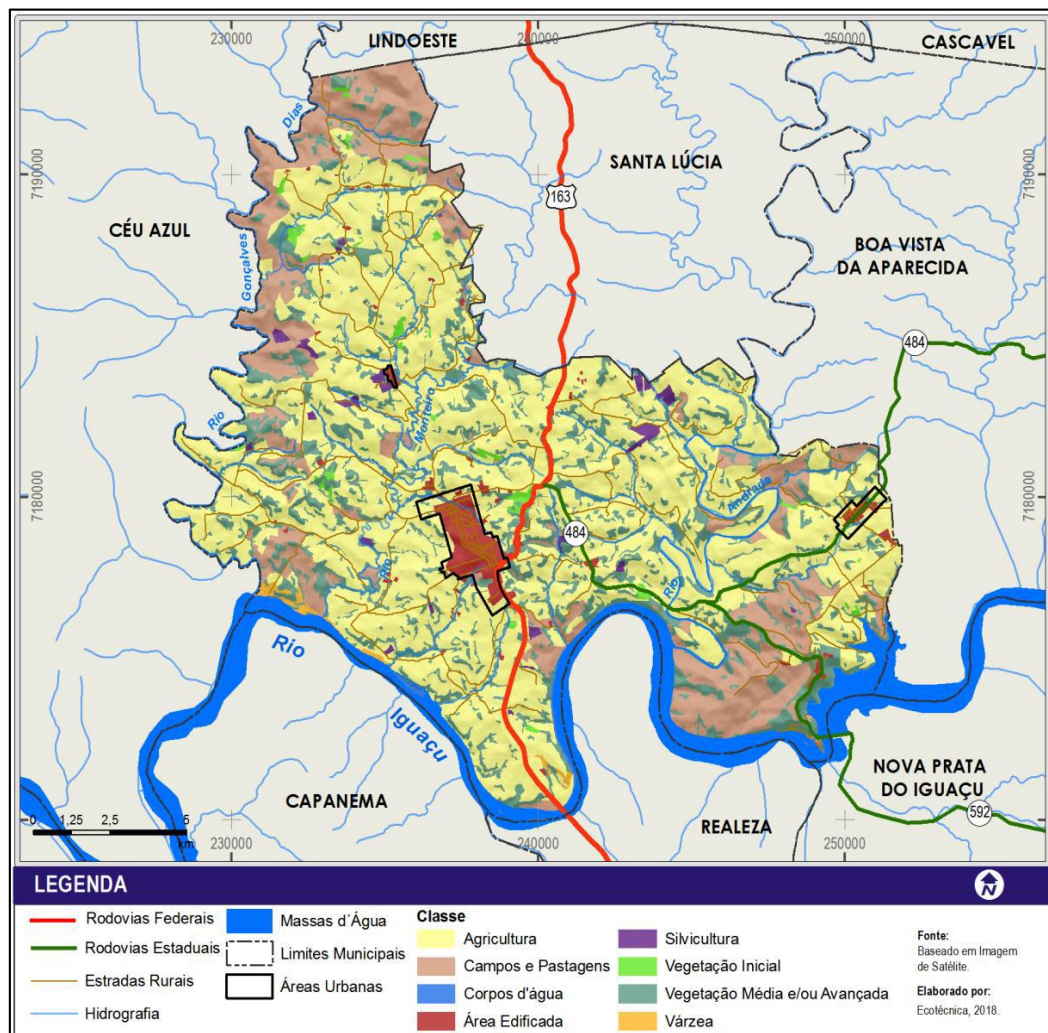 230000
240000
250000
LINDOESTE
CASCAVEL
Dias
7190000
SANTA LÚCIA
7190000
163
CÉU AZUL
Gonçalves
BOA VISTA
DA APARECIDA
484
Monteiro
Rio
7180000
Andrada
7180000
484
Rio
Rio
Rio
Iguaçu
NOVA PRATA
DO IGUAÇU
CAPANEMA
REALEZA
592
0 1,25 2,5 5
km
230000
240000
250000
LEGENDA
N
Rodovias Federais
Rodovias Estaduais
Estradas Rurais
Hidrografia
Massas d´Água
Limites Municipais
Áreas Urbanas
Classe
Agricultura
Campos e Pastagens
Corpos d'água
Área Edificada
Silvicultura
Vegetação Inicial
Vegetação Média e/ou Avançada
Várzea
Fonte:
Baseado em Imagem
de Satélite.
Elaborado por:
Ecotécnica, 2018.